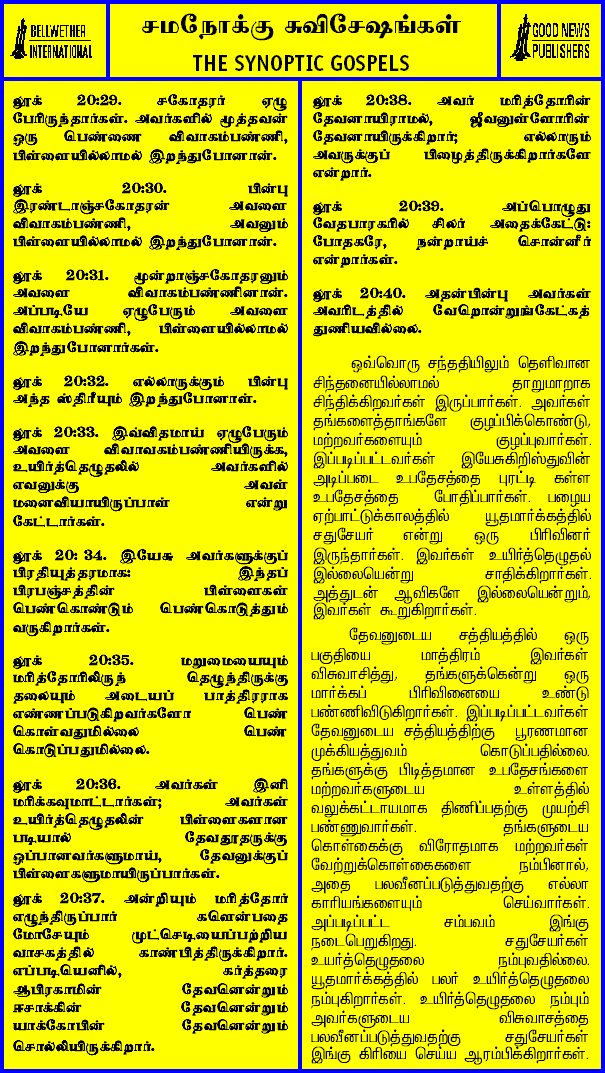 BELLWETHER
INTERNATIONAL
சமநோக்கு சுவிசேஷங்கள்
THE SYNOPTIC GOSPELS
GOOD NEWS
PUBLISHERS
லூக் 20:29. சகோதரர் ஏழு
பேரிருந்தார்கள். அவர்களில் மூத்தவன்
ஒரு பெண்ணை விவாகம்பண்ணி,
பிள்ளையில்லாமல் இறந்துபோனான்.
லூக் 20:30. பின்பு
இரண்டாஞ்சகோதரன் அவளை
விவாகம்பண்ணி, அவனும்
பிள்ளையில்லாமல் இறந்துபோனான்.
லூக் 20:31. மூன்றாஞ்சகோதரனும்
அவளை விவாகம்பண்ணினான்.
அப்படியே ஏழுபேரும் அவளை
விவாகம்பண்ணி, பிள்ளையில்லாமல்
இறந்துபோனார்கள்.
லூக் 20:32. எல்லாருக்கும் பின்பு
அந்த ஸ்திரீயும் இறந்துபோனாள்.
லூக் 20:33. இவ்விதமாய் ஏழுபேரும்
அவளை விவாவகம்பண்ணியிருக்க,
உயிர்த்தெழுதலில் அவர்களில்
எவனுக்கு அவள்
மனைவியாயிருப்பாள் என்று
கேட்டார்கள்.
லூக் 20: 34. இயேசு அவர்களுக்குப்
பிரதியுத்தரமாக: இந்தப்
பிரபஞ்சத்தின் பிள்ளைகள்
பெண்கொண்டும் பெண்கொடுத்தும்
வருகிறார்கள்.
லூக் 20:35. மறுமையையும்
மரித்தோரிலிருந் தெழுந்திருக்கு
தலையும் அடையப் பாத்திரராக
எண்ணப்படுகிறவர்களோ பெண்
கொள்வதுமில்லை பெண்
கொடுப்பதுமில்லை.
லூக் 20:36. அவர்கள் இனி
மரிக்கவுமாட்டார்கள்; அவர்கள்
உயிர்த்தெழுதலின் பிள்ளைகளான
படியால் தேவதூதருக்கு
ஒப்பானவர்களுமாய், தேவனுக்குப்
பிள்ளைகளுமாயிருப்பார்கள்.
லூக் 20:37. அன்றியும் மரித்தோர்
எழுந்திருப்பார் களென்பதை
மோசேயும் முட்செடியைப்பற்றிய
வாசகத்தில் காண்பித்திருக்கிறார்.
எப்படியெனில், கர்த்தரை
ஆபிரகாமின் தேவனென்றும்
ஈசாக்கின் தேவனென்றும்
யாக்கோபின் தேவனென்றும்
சொல்லியிருக்கிறார்.
லூக் 20:38. அவர் மரித்தோரின்
தேவனாயிராமல், ஜீவனுள்ளோரின்
தேவனாயிருக்கிறார்; எல்லாரும்
அவருக்குப் பிழைத்திருக்கிறார்களே
என்றார்.
லூக் 20:39. அப்பொழுது
வேதபாரகரில் சிலர் அதைக்கேட்டு:
போதகரே, நன்றாய்ச் சொன்னீர்
என்றார்கள்.
லூக் 20:40. அதன்பின்பு அவர்கள்
அவரிடத்தில் வேறொன்றுங்கேட்கத்
துணியவில்லை.
ஒவ்வொரு சந்ததியிலும் தெளிவான
சிந்தனையில்லாமல் தாறுமாறாக
சிந்திக்கிறவர்கள் இருப்பார்கள். அவர்கள்
தங்களைத்தாங்களே குழப்பிக்கொண்டு,
மற்றவர்களையும் குழப்புவார்கள்.
இப்படிப்பட்டவர்கள் இயேசுகிறிஸ்துவின்
அடிப்படை உபதேசத்தை புரட்டி கள்ள
உபதேசத்தை போதிப்பார்கள். பழைய
ஏற்பாட்டுக்காலத்தில் யூதமார்க்கத்தில்
சதுசேயர் என்று ஒரு பிரிவினர்
இருந்தார்கள். இவர்கள் உயிர்த்தெழுதல்
இல்லையென்று சாதிக்கிறார்கள்.
அத்துடன் ஆவிகளே இல்லையென்றும்,
இவர்கள் கூறுகிறார்கள்.
தேவனுடைய சத்தியத்தில் ஒரு
பகுதியை மாத்திரம் இவர்கள்
விசுவாசித்து, தங்களுக்கென்று ஒரு
மார்க்கப் பிரிவினையை உண்டு
பண்ணிவிடுகிறார்கள். இப்படிப்பட்டவர்கள்
தேவனுடைய சத்தியத்திற்கு பூரணமான
முக்கியத்துவம் கொடுப்பதில்லை.
தங்களுக்கு பிடித்தமான உபதேசங்களை
மற்றவர்களுடைய உள்ளத்தில்
வலுக்கட்டாயமாக திணிப்பதற்கு முயற்சி
பண்ணுவார்கள். தங்களுடைய
கொள்கைக்கு விரோதமாக மற்றவர்கள்
வேற்றுக்கொள்கைகளை நம்பினால்,
அதை பலவீனப்படுத்துவதற்கு எல்லா
காரியங்களையும் செய்வார்கள்.
அப்படிப்பட்ட சம்பவம் இங்கு
நடைபெறுகிறது. சதுசேயர்கள்
உயர்த்தெழுதலை நம்புவதில்லை.
யூதமார்க்கத்தில் பலர் உயிர்த்தெழுதலை
நம்புகிறார்கள். உயிர்த்தெழுதலை நம்பும்
அவர்களுடைய விசுவாசத்தை
பலவீனப்படுத்துவதற்கு சதுசேயர்கள்
இங்கு கிரியை செய்ய ஆரம்பிக்கிறார்கள்.